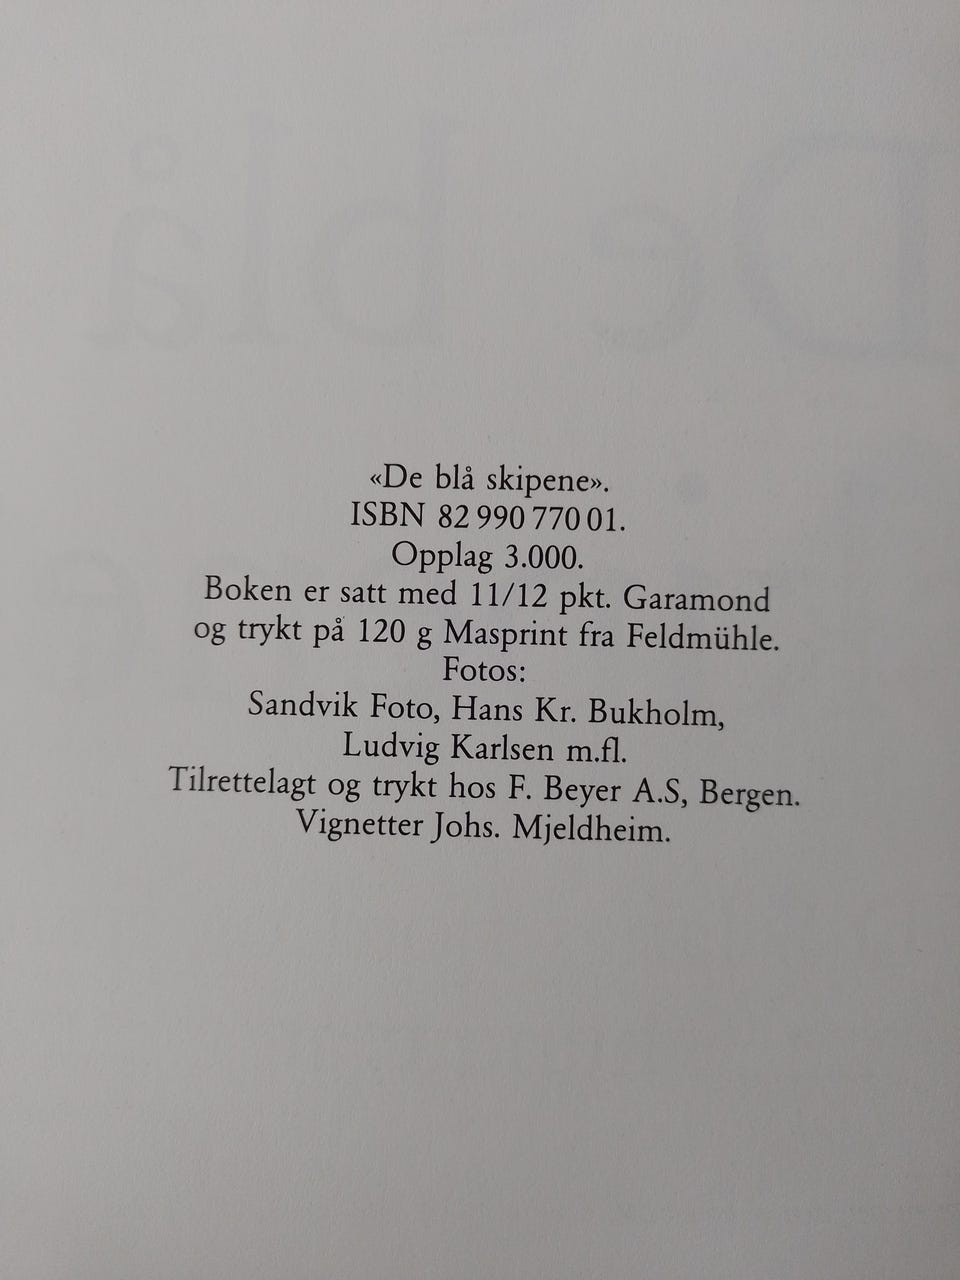 «De blå skipene».
ISBN 82 990 770 01.
Opplag 3.000.
Boken er satt med 11/12 pkt. Garamond
og trykt på 120 g Masprint fra Feldmühle.
Fotos:
Sandvik Foto, Hans Kr. Bukholm,
Ludvig Karlsen m.fl.
Tilrettelagt og trykt hos F. Beyer A.S, Bergen.
Vignetter Johs. Mjeldheim.